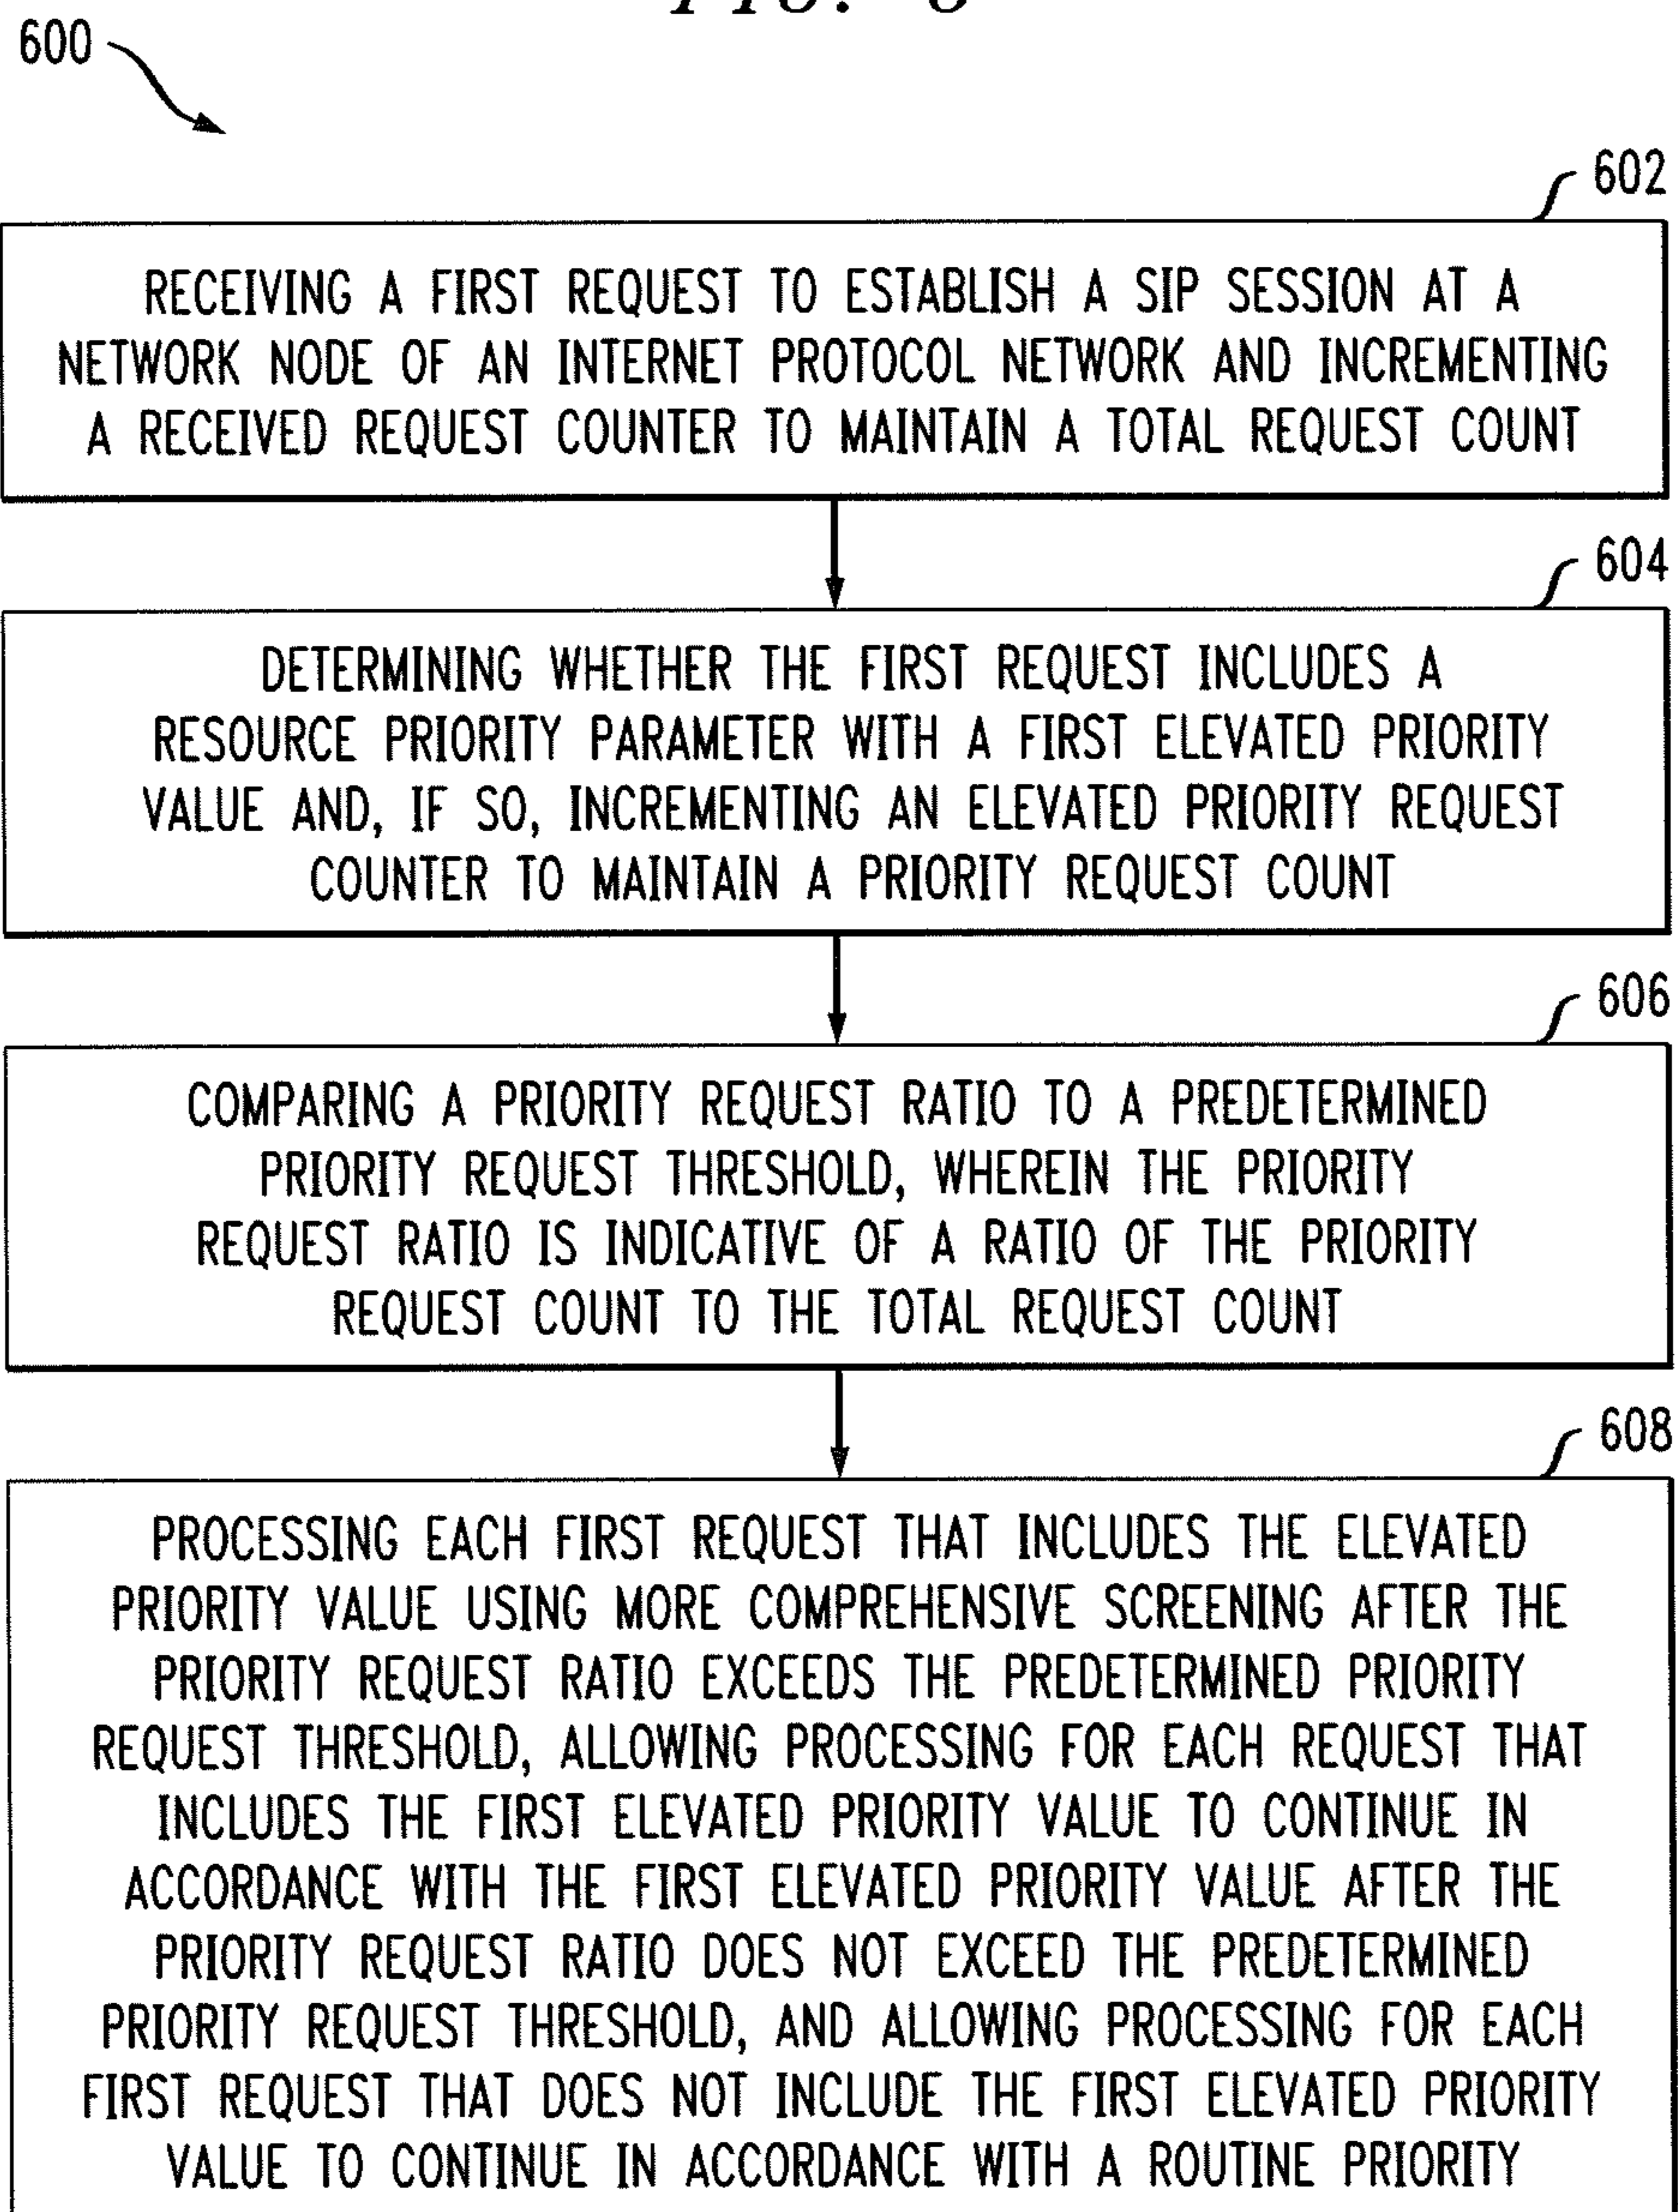 FIG. 6
600
602
RECEIVING A FIRST REQUEST TO ESTABLISH A SIP SESSION AT A
NETWORK NODE OF AN INTERNET PROTOCOL NETWORK AND INCREMENTING
A RECEIVED REQUEST COUNTER TO MAINTAIN A TOTAL REQUEST COUNT
604
DETERMINING WHETHER THE FIRST REQUEST INCLUDES A
RESOURCE PRIORITY PARAMETER WITH A FIRST ELEVATED PRIORITY
VALUE AND, IF SO, INCREMENTING AN ELEVATED PRIORITY REQUEST
COUNTER TO MAINTAIN A PRIORITY REQUEST COUNT
606
COMPARING A PRIORITY REQUEST RATIO TO A PREDETERMINED
PRIORITY REQUEST THRESHOLD, WHEREIN THE PRIORITY
REQUEST RATIO IS INDICATIVE OF A RATIO OF THE PRIORITY
REQUEST COUNT TO THE TOTAL REQUEST COUNT
608
PROCESSING EACH FIRST REQUEST THAT INCLUDES THE ELEVATED
PRIORITY VALUE USING MORE COMPREHENSIVE SCREENING AFTER THE
PRIORITY REQUEST RATIO EXCEEDS THE PREDETERMINED PRIORITY
REQUEST THRESHOLD, ALLOWING PROCESSING FOR EACH REQUEST THAT
INCLUDES THE FIRST ELEVATED PRIORITY VALUE TO CONTINUE IN
ACCORDANCE WITH THE FIRST ELEVATED PRIORITY VALUE AFTER THE
PRIORITY REQUEST RATIO DOES NOT EXCEED THE PREDETERMINED
PRIORITY REQUEST THRESHOLD, AND ALLOWING PROCESSING FOR EACH
FIRST REQUEST THAT DOES NOT INCLUDE THE FIRST ELEVATED PRIORITY
VALUE TO CONTINUE IN ACCORDANCE WITH A ROUTINE PRIORITY